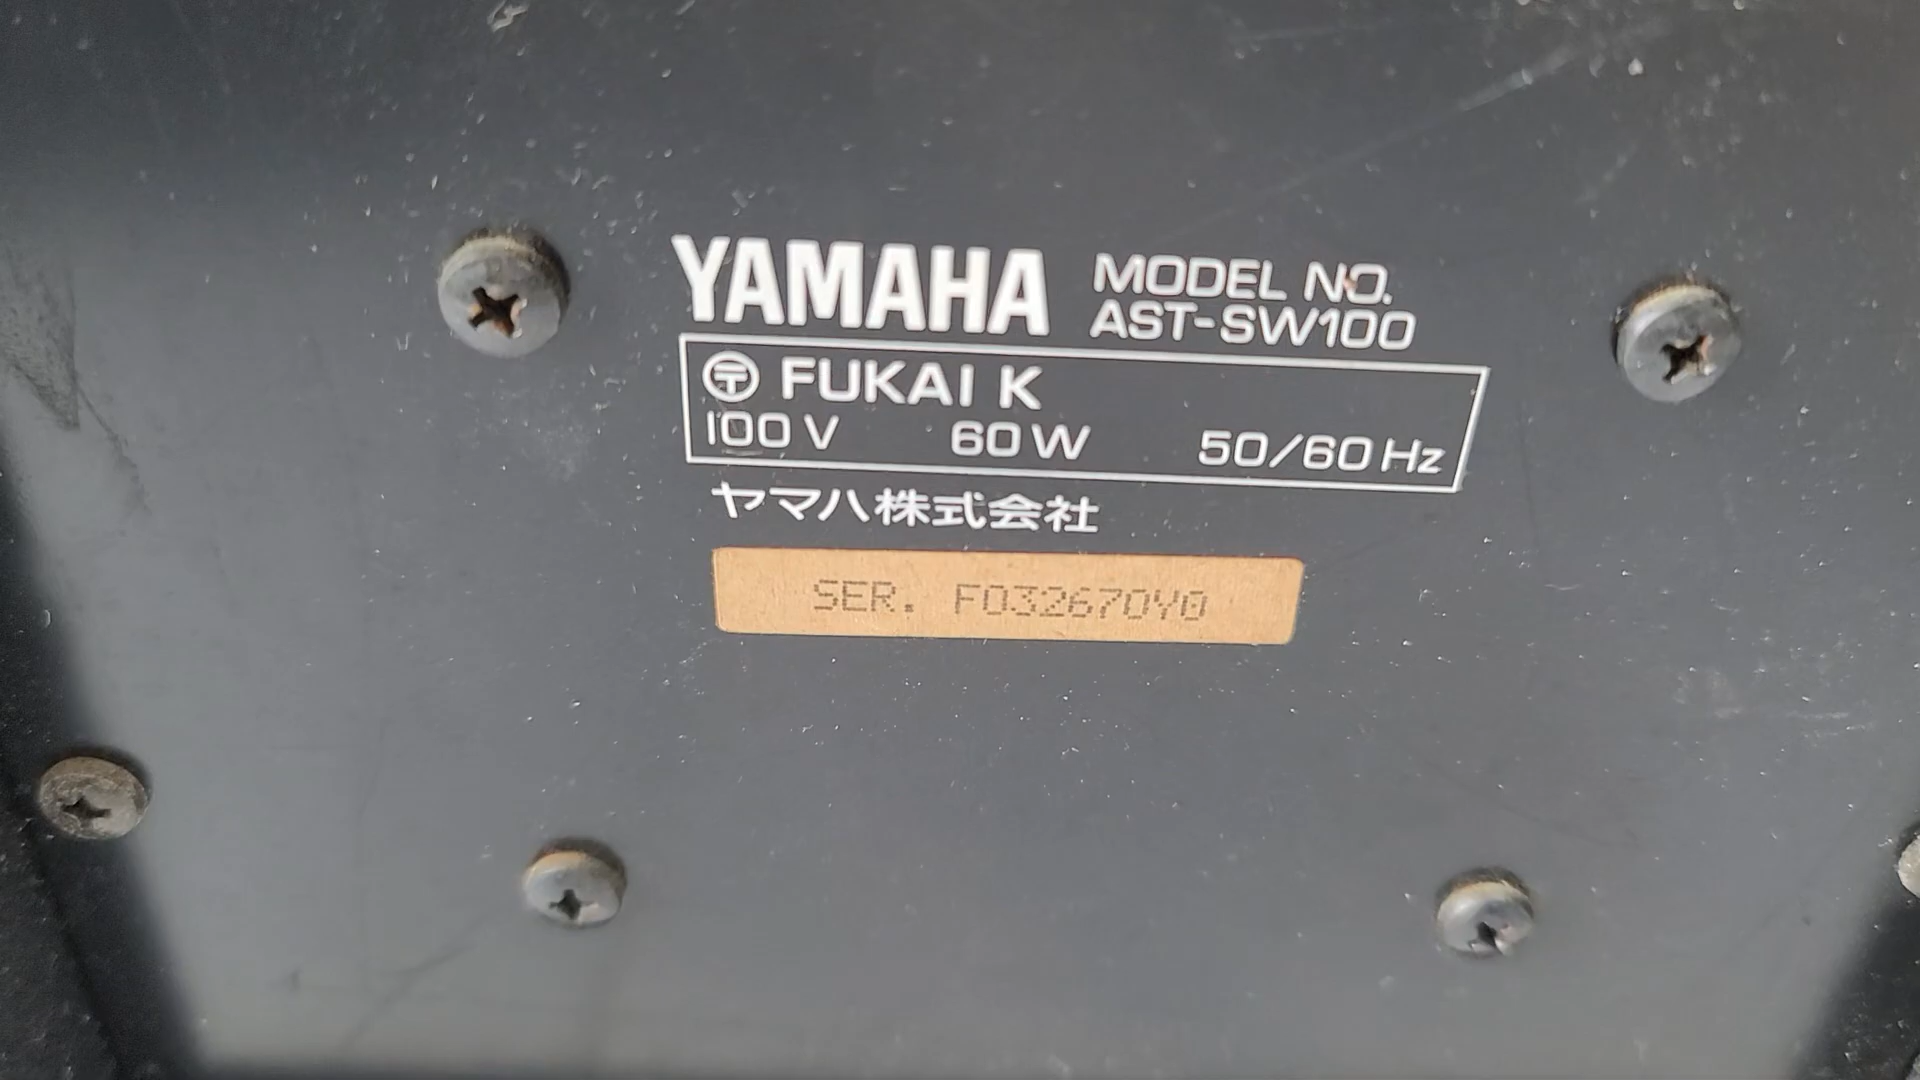 YAMAHA MODEL NO.
AST-SW100
〶 FUKAI K
100 V 60 W 50/60 Hz
ヤマハ株式会社
SER. F032670Y0